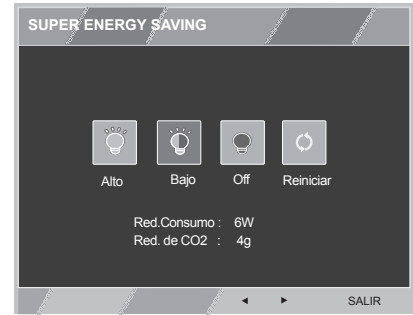 SUPER ENERGY SAVING
Alto Bajo Off Reiniciar
Red.Consumo : 6W
Red. de CO2 : 4g
SALIR